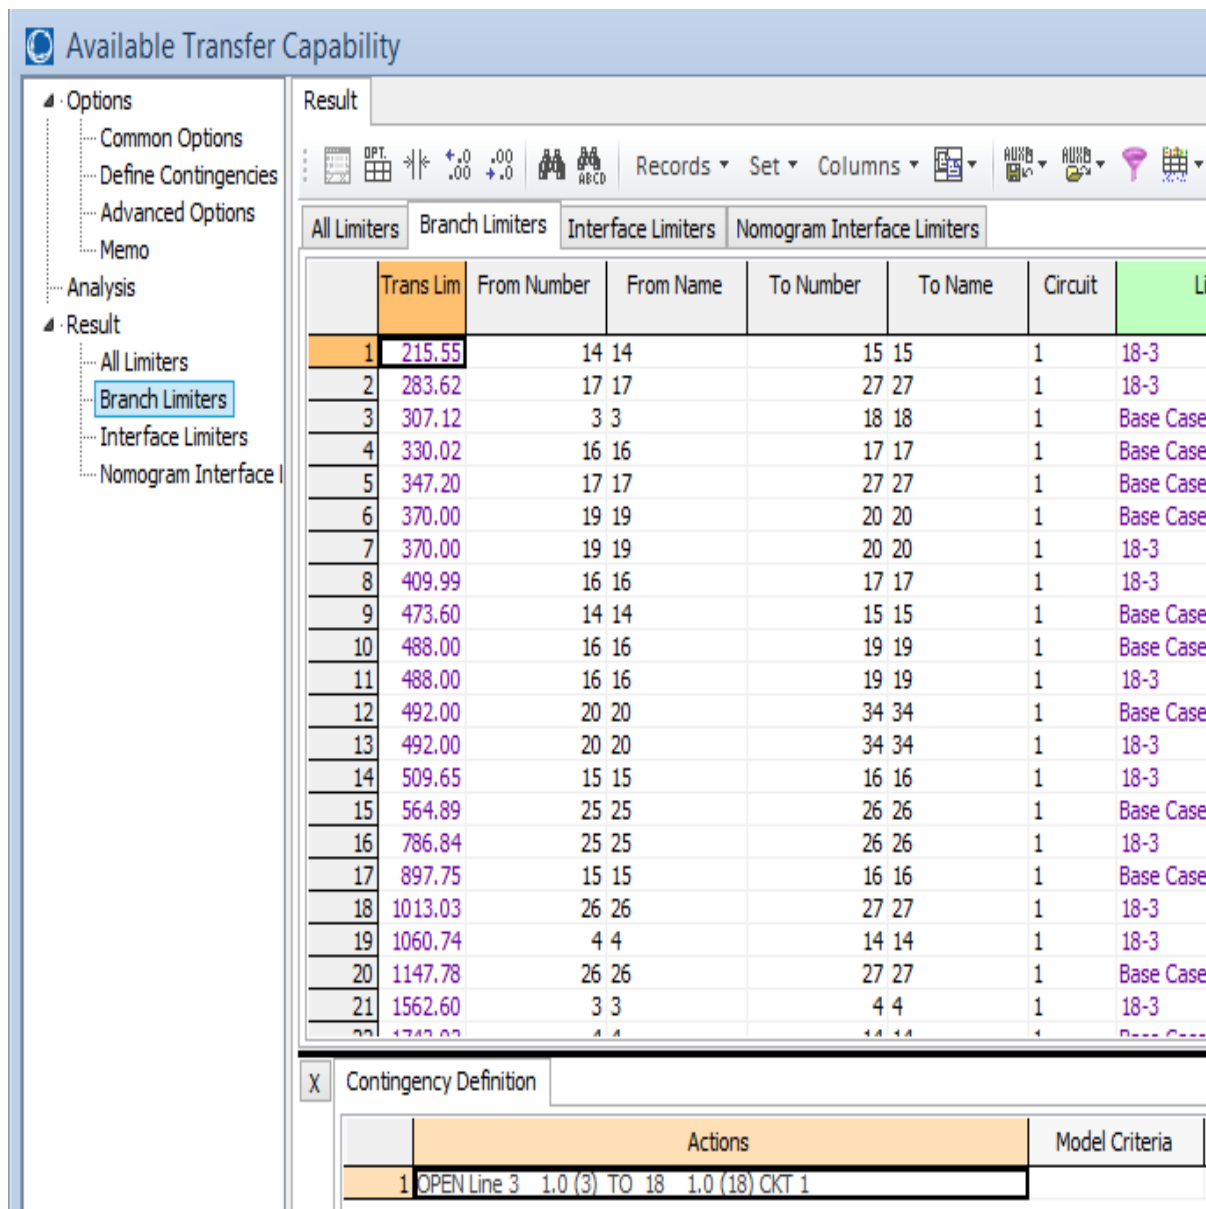 Available Transfer Capability
Options
Common Options
Define Contingencies
Advanced Options
Memo
Analysis
Result
All Limiters
Branch Limiters
Interface Limiters
Nomogram Interface
Result
Records Set Columns
All Limiters Branch Limiters Interface Limiters Nomogram Interface Limiters
Trans Lim From Number From Name To Number To Name Circuit
1 215.55 14 14 15 15 1 18-3
2 283.62 17 17 27 27 1 18-3
3 307.12 3 3 18 18 1 Base Case
4 330.02 16 16 17 17 1 Base Case
5 347.20 17 17 27 27 1 Base Case
6 370.00 19 19 20 20 1 Base Case
7 370.00 19 19 20 20 1 18-3
8 409.99 16 16 17 17 1 18-3
9 473.60 14 14 15 15 1 Base Case
10 488.00 16 16 19 19 1 Base Case
11 488.00 16 16 19 19 1 18-3
12 492.00 20 20 34 34 1 Base Case
13 492.00 20 20 34 34 1 18-3
14 509.65 15 15 16 16 1 18-3
15 564.89 25 25 26 26 1 Base Case
16 786.84 25 25 26 26 1 18-3
17 897.75 15 15 16 16 1 Base Case
18 1013.03 26 26 27 27 1 18-3
19 1060.74 4 4 14 14 1 18-3
20 1147.78 26 26 27 27 1 Base Case
21 1562.60 3 3 4 4 1 18-3
X Contingency Definition
Actions Model Criteria
1 OPEN Line 3 1.0 (3) TO 18 1.0 (18) CKT 1